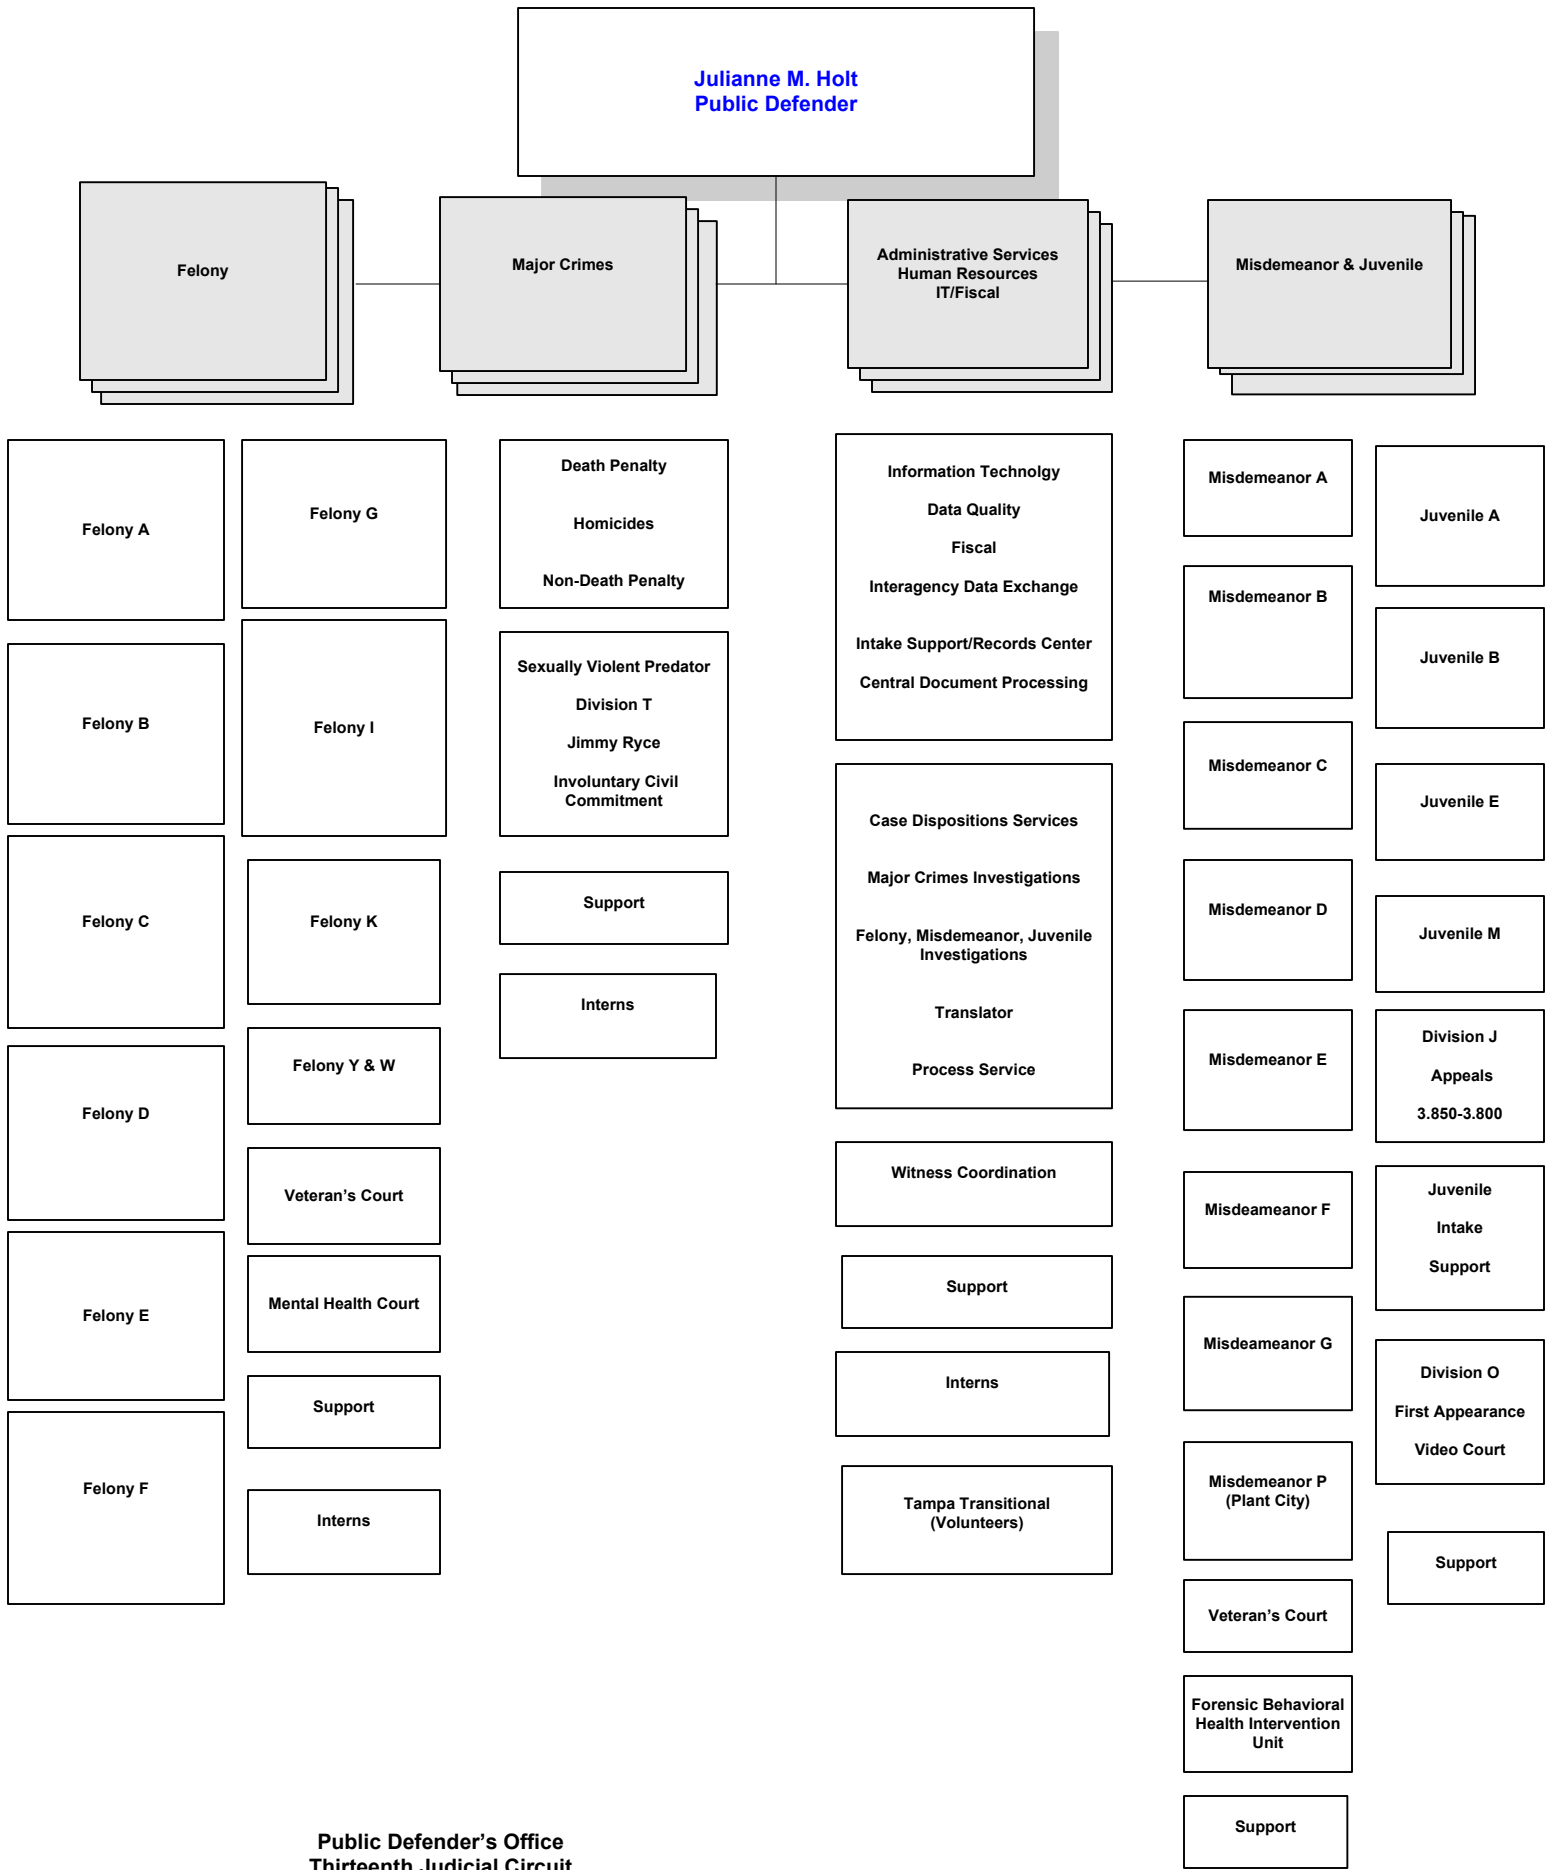 Julianne M. Holt
Public Defender
Felony
Major Crimes
Administrative Services
Human Resources
IT/Fiscal
Misdemeanor & Juvenile
Felony A
Felony B
Felony C
Felony D
Felony E
Felony F
Felony G
Felony I
Felony K
Felony Y & W
Veteran’s Court
Mental Health Court
Support
Interns
Death Penalty
Homicides
Non-Death Penalty
Sexually Violent Predator
Division T
Jimmy Ryce
Involuntary Civil
Commitment
Support
Interns
Information Technolgy
Data Quality
Fiscal
Interagency Data Exchange
Intake Support/Records Center
Central Document Processing
Case Dispositions Services
Major Crimes Investigations
Felony, Misdemeanor, Juvenile
Investigations
Translator
Process Service
Witness Coordination
Support
Interns
Tampa Transitional
(Volunteers)
Misdemeanor A
Misdemeanor B
Misdemeanor C
Misdemeanor D
Misdemeanor E
Misdeameanor F
Misdeameanor G
Misdemeanor P
(Plant City)
Veteran’s Court
Forensic Behavioral
Health Intervention
Unit
Support
Juvenile A
Juvenile B
Juvenile E
Juvenile M
Division J
Appeals
3.850-3.800
Juvenile
Intake
Support
Division O
First Appearance
Video Court
Support
Public Defender’s Office
Thirteenth Judicial Circuit